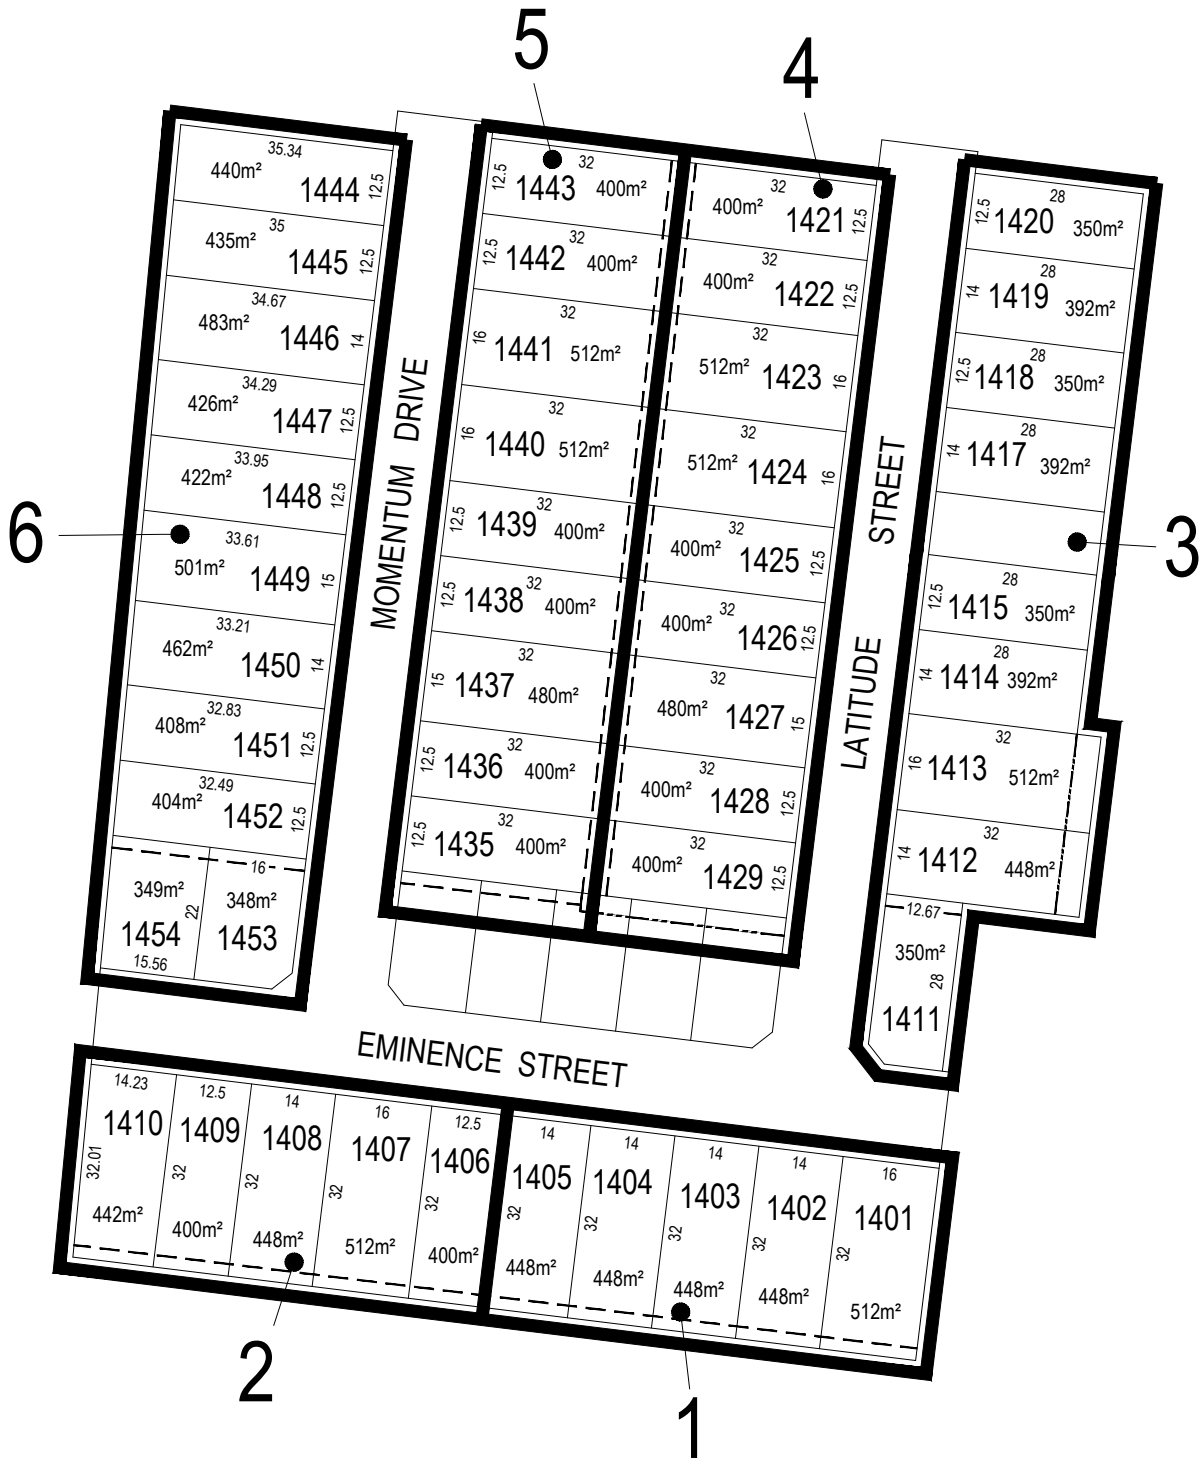 5
4
35.34
440m²
1444
12.5
35
435m²
1445
12.5
34.67
483m²
1446
14
34.29
426m²
1447
12.5
33.95
422m²
1448
12.5
6
33.61
501m²
1449
15
33.21
462m²
1450
14
32.83
408m²
1451
12.5
32.49
404m²
1452
12.5
16
349m²
22
348m²
1454
1453
15.56
MOMENTUM DRIVE
32
12.5
1443
400m²
32
12.5
1442
400m²
32
16
1441
512m²
32
16
1440
512m²
32
12.5
1439
400m²
32
12.5
1438
400m²
32
15
1437
480m²
32
12.5
1436
400m²
32
12.5
1435
400m²
32
400m²
1421
12.5
32
400m²
1422
12.5
32
512m²
1423
16
32
512m²
1424
16
32
400m²
1425
12.5
32
400m²
1426
12.5
32
480m²
1427
15
32
400m²
1428
12.5
32
400m²
1429
12.5
LATITUDE STREET
28
12.5
1420
350m²
28
14
1419
392m²
28
12.5
1418
350m²
28
14
1417
392m²
3
28
12.5
1415
350m²
28
14
1414
392m²
32
16
1413
512m²
32
14
1412
448m²
12.67
350m²
28
1411
EMINENCE STREET
14.23
1410
32.01
442m²
12.5
1409
32
400m²
14
1408
32
448m²
16
1407
32
512m²
12.5
1406
32
400m²
14
1405
32
448m²
14
1404
32
448m²
14
1403
32
448m²
14
1402
32
448m²
16
1401
32
512m²
2
1